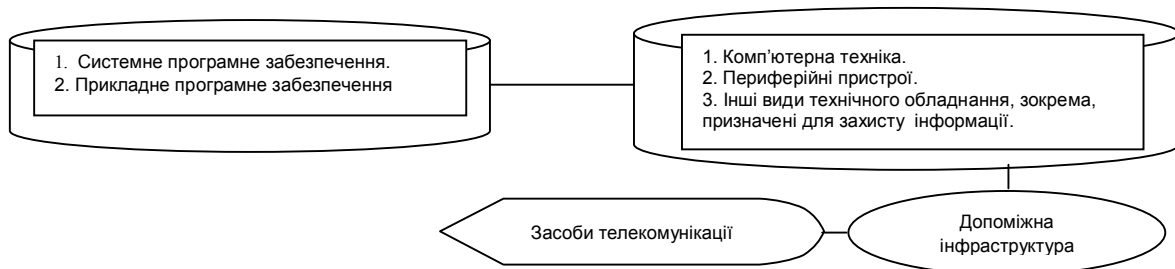 1. Системне програмне забезпечення.
2. Прикладне програмне забезпечення
1. Комп'ютерна техніка.
2. Периферійні пристрої.
3. Інші види технічного обладнання, зокрема,
призначені для захисту інформації.
Засоби телекомунікації
Допоміжна
інфраструктура